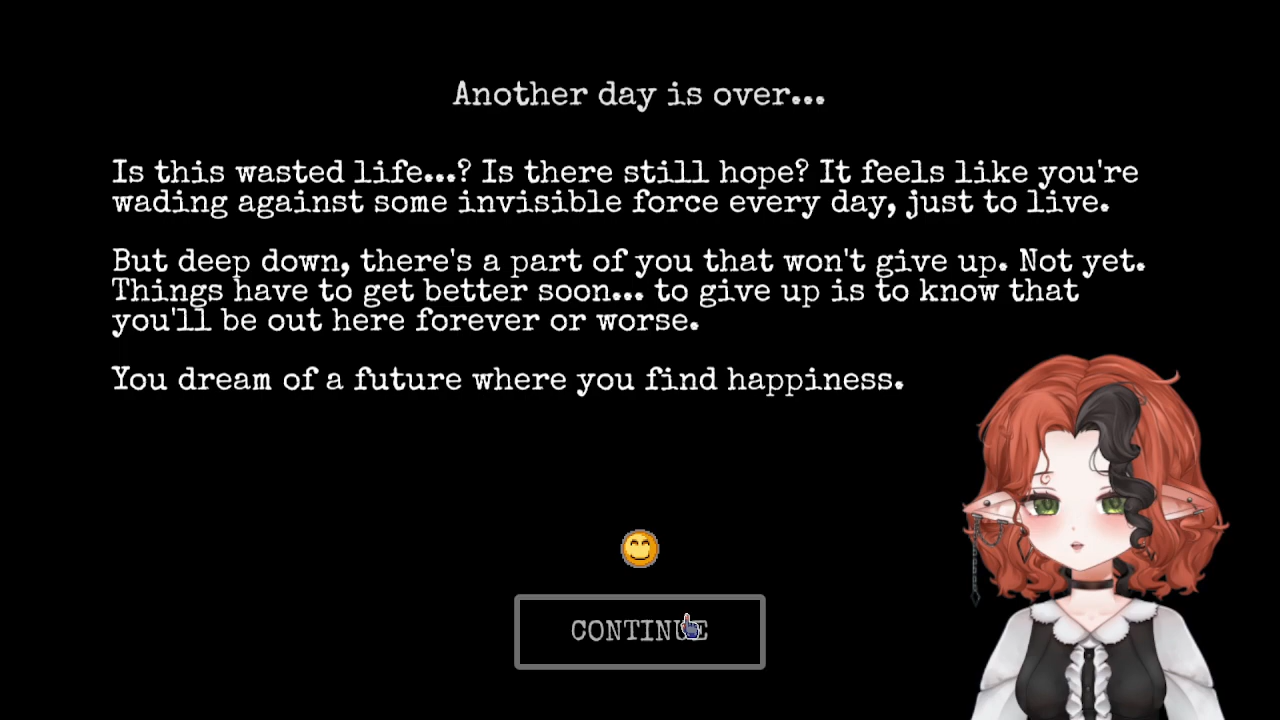 Another day is over...
Is this wasted life...? Is there still hope? It feels like you're
wading against some invisible force every day, just to live.
But deep down, there's a part of you that won't give up. Not yet.
Things have to get better soon... to give up is to know that
you'll be out here forever or worse.
You dream of a future where you find happiness.
CONTINUE